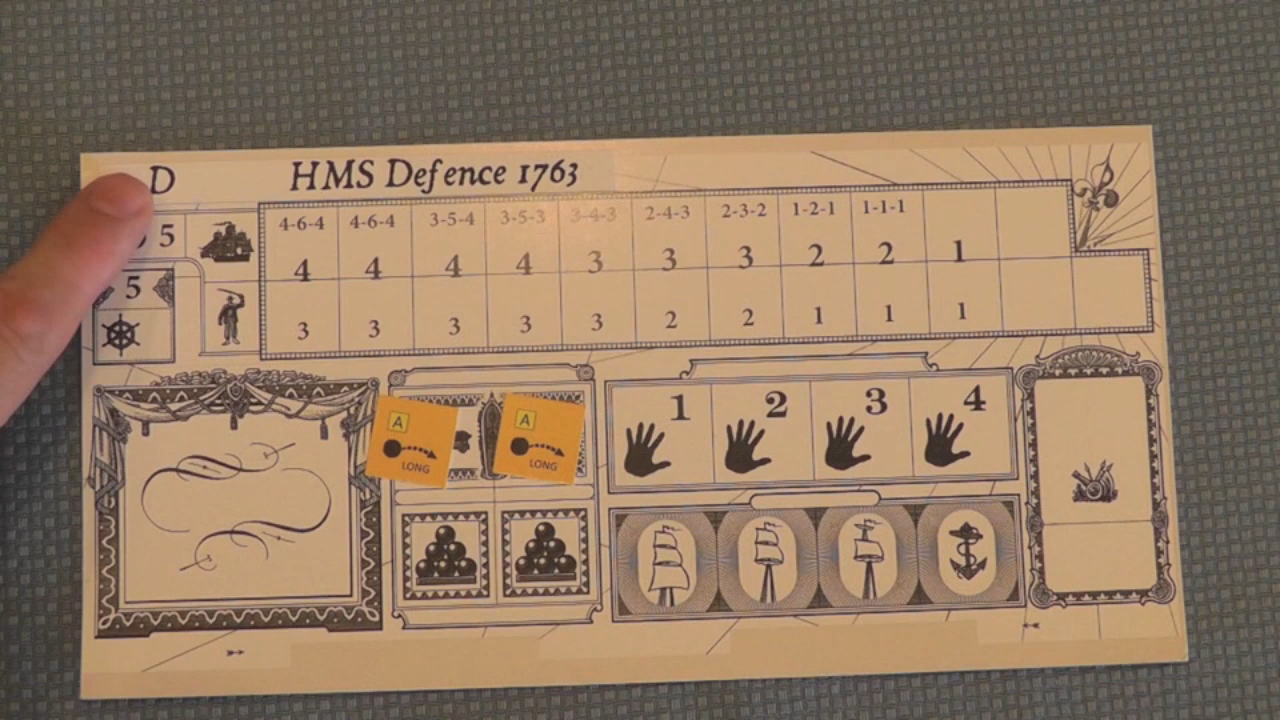 D HMS Defence 1763
4-6-4 4-6-4 3-5-4 3-5-3 3-4-3 2-4-3 2-3-2 1-2-1 1-1-1
5 4 4 4 4 3 3 3 2 2 1
5 3 3 3 3 3 2 2 1 1 1
A A
LONG LONG
1 2 3 4